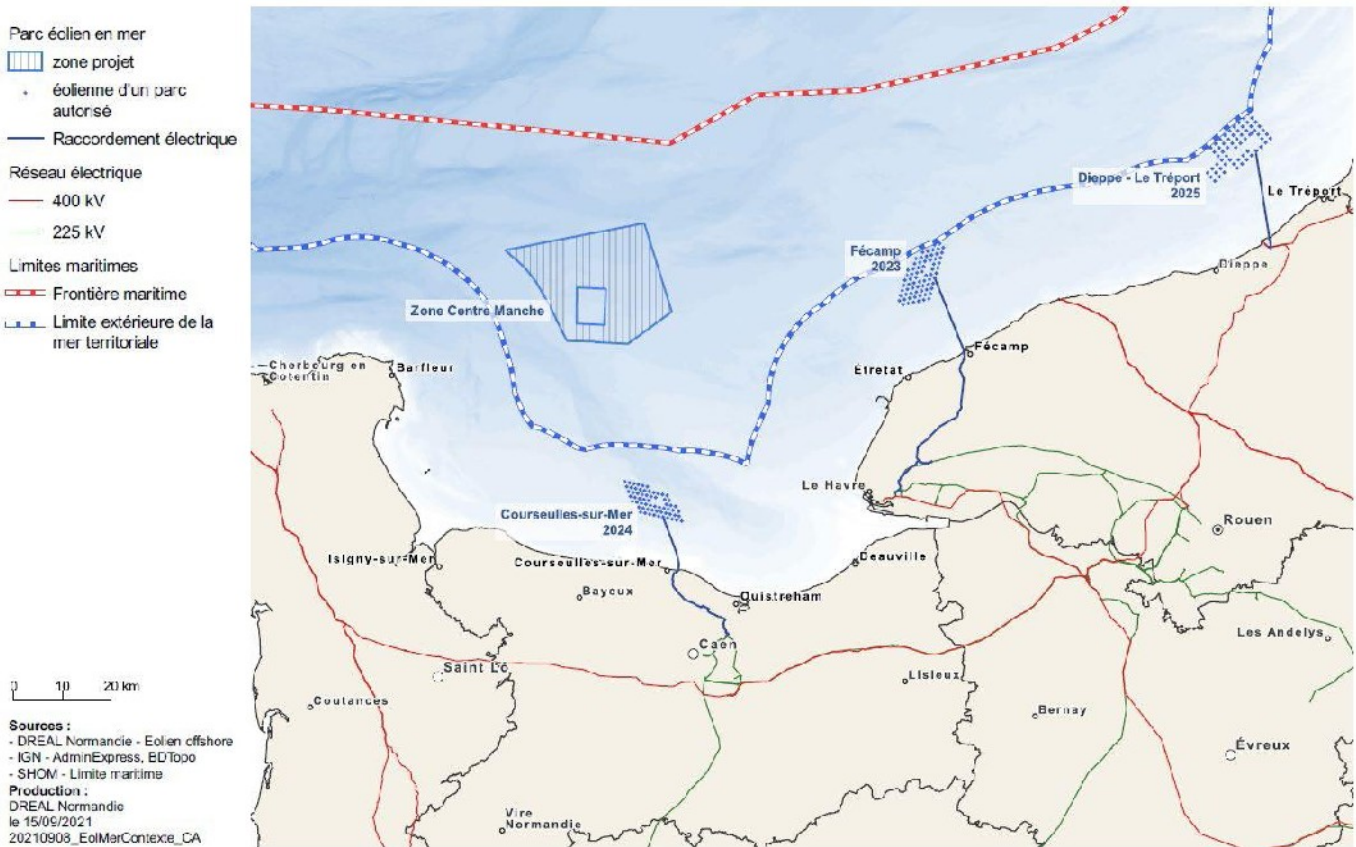 Parc éolien en mer
zone projet
éolienne d'un parc
autorisé
Raccordement électrique
Réseau électrique
400 kV
225 kV
Limites maritimes
Frontière maritime
Limite extérieure de la
mer territoriale
0 10 20 km
Sources :
- DREAL Normandie - Eolien offshore
- IGN - AdminExpress, BDTopo
- SHOM - Limite maritime
Production :
DREAL Normandie
le 15/09/2021
20210908_EolMerContexte_CA
Dieppe - Le Tréport
2025
Le Tréport
Fécamp
2023
Dieppe
Zone Centre Manche
Fécamp
Cherbourg en
Cotentin
Barfleur
Étretat
Le Havre
Courseulles-sur-Mer
2024
Rouen
Isigny-sur-Mer
Courseulles-sur-Mer
Deauville
Bayeux
Ouistreham
Les Andelys
Caen
Saint Lô
Lisieux
Coutances
Bernay
Évreux
Vire
Normandie